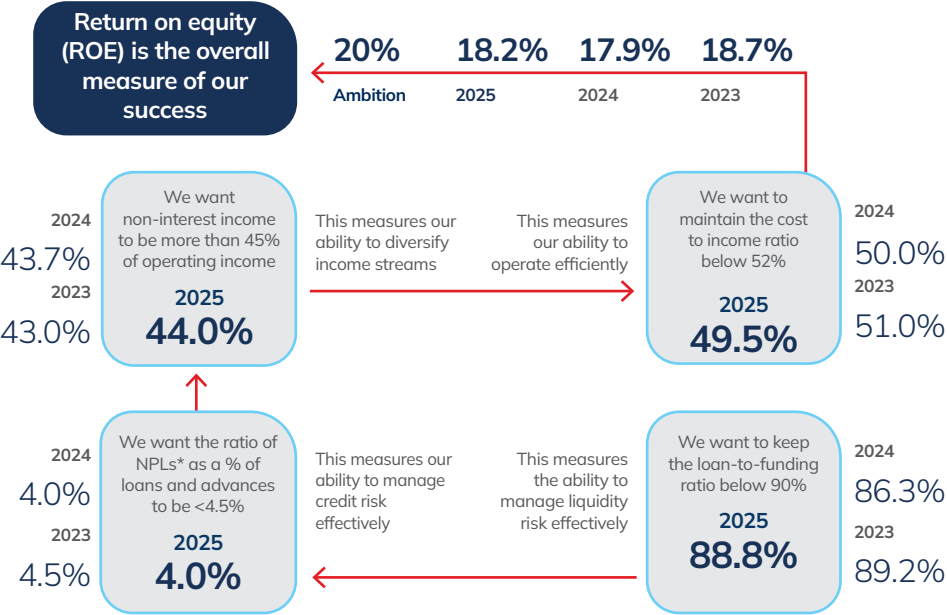 Return on equity
(ROE) is the overall
measure of our
success
20%
Ambition
18.2%
2025
17.9%
2024
18.7%
2023
2024
43.7%
2023
43.0%
We want
non-interest income
to be more than 45%
of operating income
2025
44.0%
This measures our
ability to diversify
income streams
This measures
our ability to
operate efficiently
We want to
maintain the cost
to income ratio
below 52%
2025
49.5%
2024
50.0%
2023
51.0%
2024
4.0%
2023
4.5%
We want the ratio of
NPLs* as a % of
loans and advances
to be <4.5%
2025
4.0%
This measures our
ability to manage
credit risk
effectively
This measures
the ability to
manage liquidity
risk effectively
We want to keep
the loan-to-funding
ratio below 90%
2025
88.8%
2024
86.3%
2023
89.2%